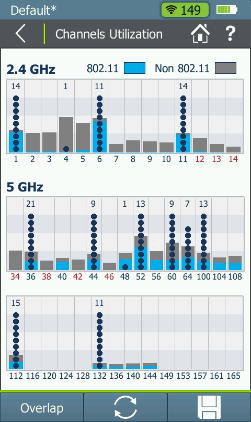 Default*
149
Channels Utilization
?
2.4 GHz
802.11
Non 802.11
14 1 11 14
1 2 3 4 5 6 7 8 9 10 11 12 13 14
5 GHz
21 9 1 13 9 7 13
34 36 38 40 42 44 46 48 52 56 60 64 100 104 108
15 11
112 116 120 124 128 132 136 140 144 149 153 157 161 165
Overlap